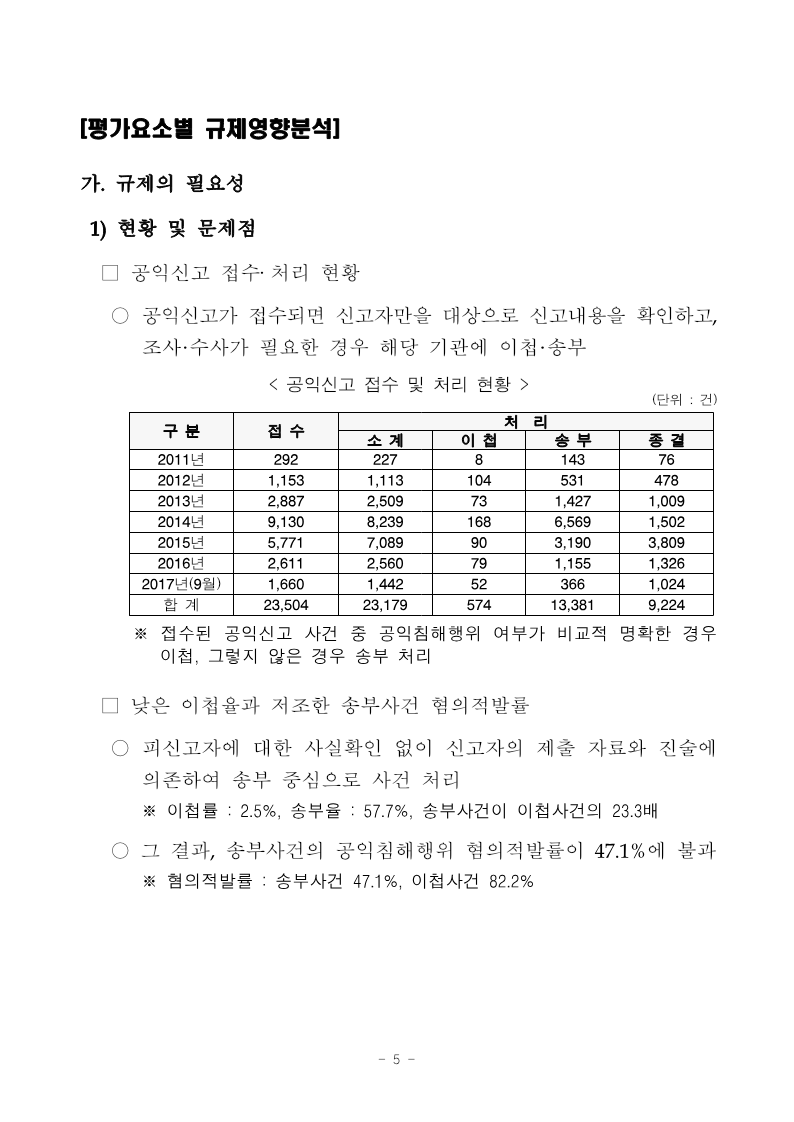 [평가요소별 규제영향분석]
가. 규제의 필요성
1) 현황 및 문제점
□ 공익신고 접수·처리 현황
○ 공익신고가 접수되면 신고자만을 대상으로 신고내용을 확인하고,
조사·수사가 필요한 경우 해당 기관에 이첩·송부
< 공익신고 접수 및 처리 현황 >
(단위 : 건)
구 분 접 수 처 리
소 계 이 첩 송 부 종 결
2011년 292 227 8 143 76
2012년 1,153 1,113 104 531 478
2013년 2,887 2,509 73 1,427 1,009
2014년 9,130 8,239 168 6,569 1,502
2015년 5,771 7,089 90 3,190 3,809
2016년 2,611 2,560 79 1,155 1,326
2017년(9월) 1,660 1,442 52 366 1,024
합 계 23,504 23,179 574 13,381 9,224
※ 접수된 공익신고 사건 중 공익침해행위 여부가 비교적 명확한 경우
이첩, 그렇지 않은 경우 송부 처리
□ 낮은 이첩율과 저조한 송부사건 혐의적발률
○ 피신고자에 대한 사실확인 없이 신고자의 제출 자료와 진술에
의존하여 송부 중심으로 사건 처리
※ 이첩률 : 2.5%, 송부율 : 57.7%, 송부사건이 이첩사건의 23.3배
○ 그 결과, 송부사건의 공익침해행위 혐의적발률이 47.1%에 불과
※ 혐의적발률 : 송부사건 47.1%, 이첩사건 82.2%
- 5 -